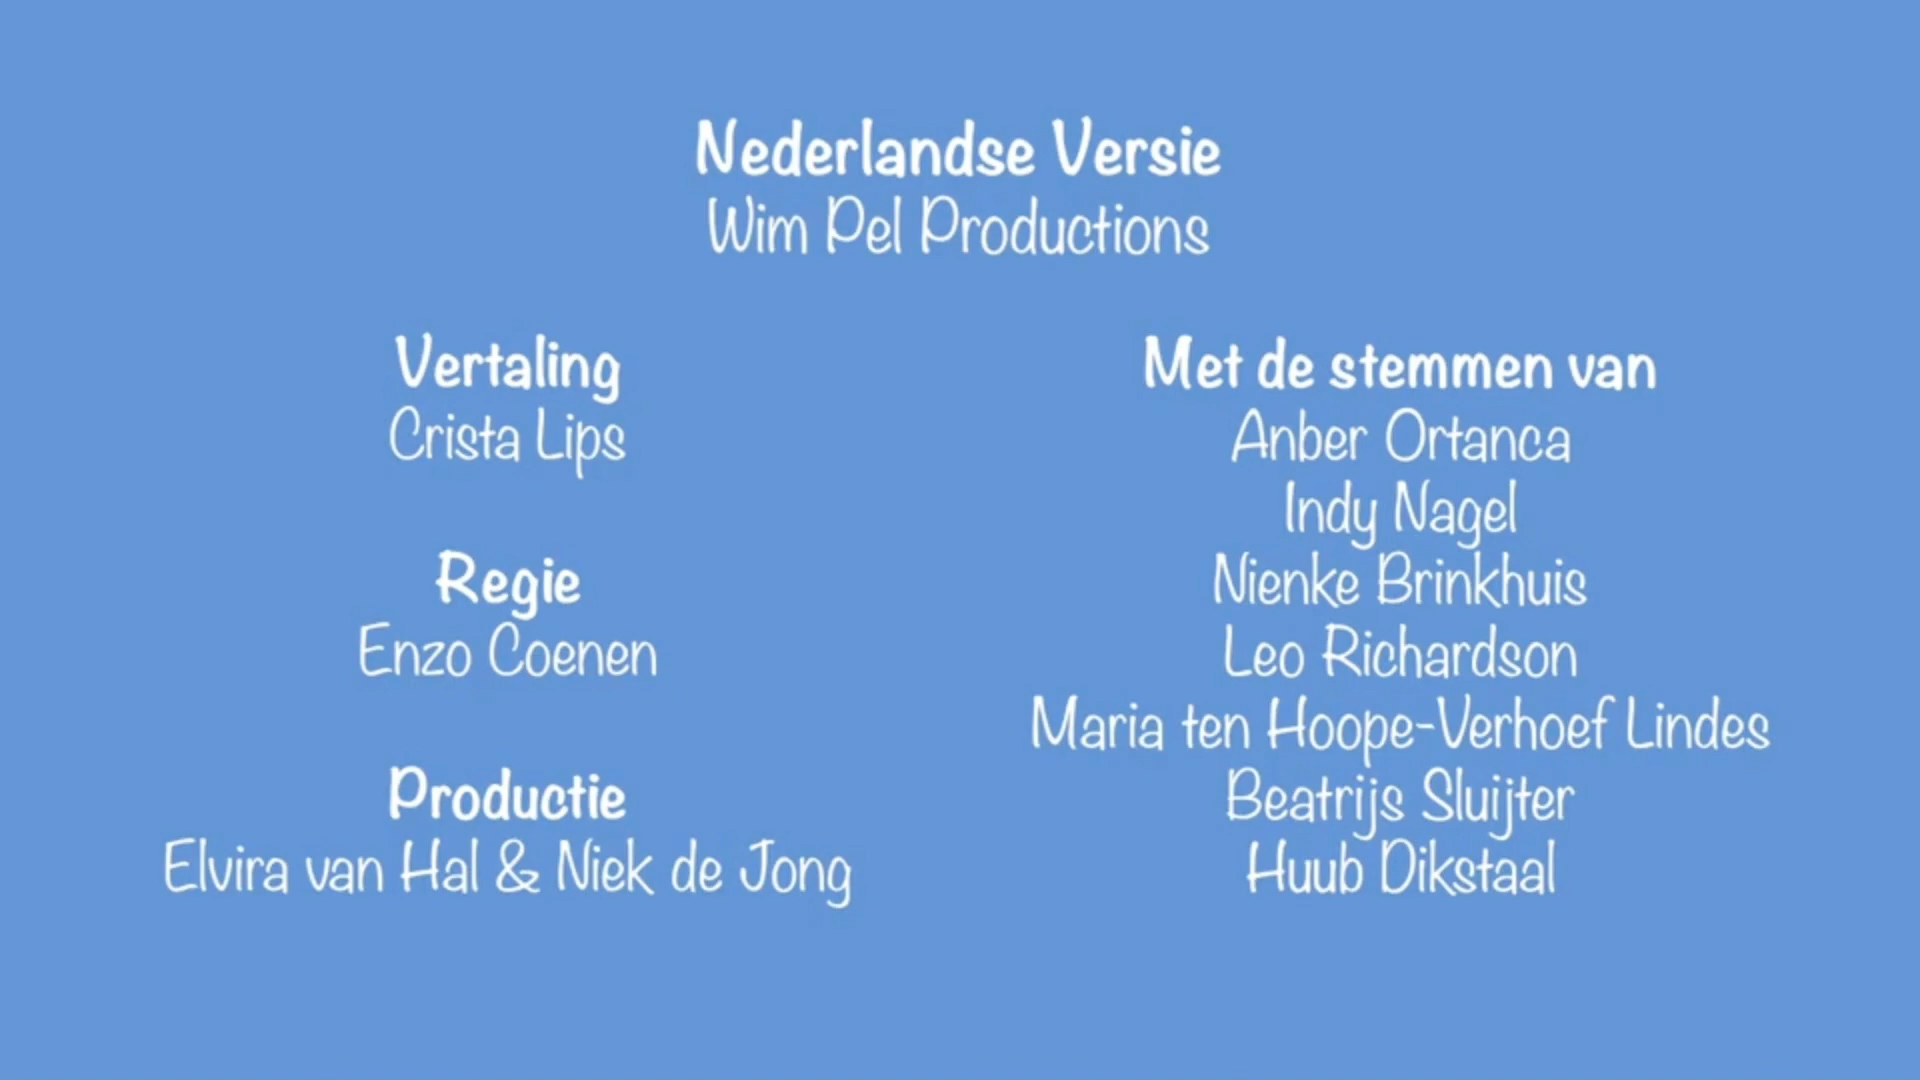 Nederlandse Versie
Wim Pel Productions
Vertaling
Crista Lips
Regie
Enzo Coenen
Productie
Elvira van Hal & Niek de Jong
Met de stemmen van
Anber Ortanca
Indy Nagel
Nienke Brinkhuis
Leo Richardson
Maria ten Hoope-Verhoef Lindes
Beatrijs Sluijter
Huub Dikstaal